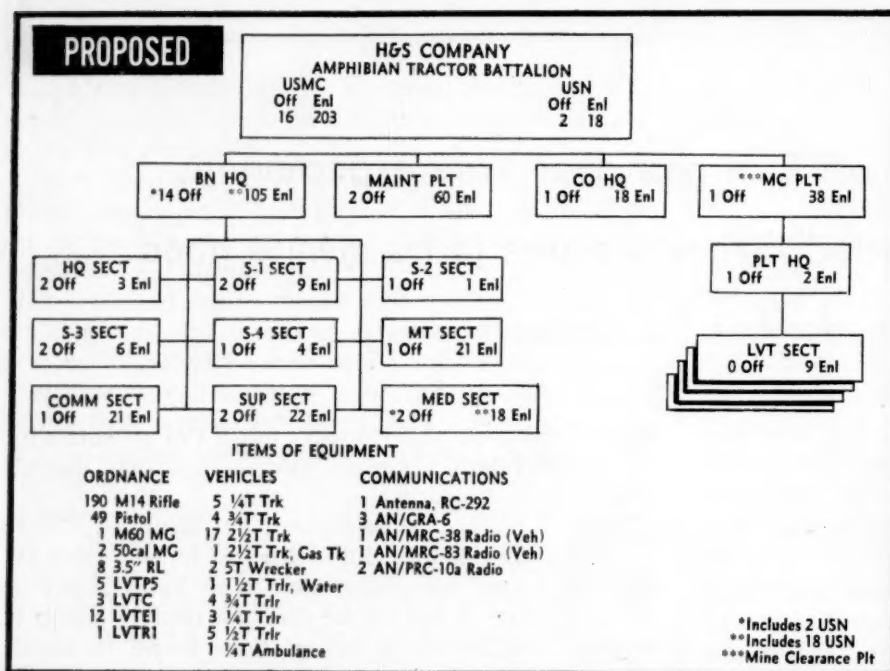 PROPOSED
H&S COMPANY
AMPHIBIAN TRACTOR BATTALION
USMC USN
Off Enl Off Enl
16 203 2 18
BN HQ
*14 Off **105 Enl
MAINT PLT
2 Off 60 Enl
CO HQ
1 Off 18 Enl
***MC PLT
1 Off 38 Enl
HQ SECT
2 Off 3 Enl
S-1 SECT
2 Off 9 Enl
S-2 SECT
1 Off 1 Enl
PLT HQ
1 Off 2 Enl
S-3 SECT
2 Off 6 Enl
S-4 SECT
1 Off 4 Enl
MT SECT
1 Off 21 Enl
LVT SECT
0 Off 9 Enl
COMM SECT
1 Off 21 Enl
SUP SECT
2 Off 22 Enl
MED SECT
*2 Off **18 Enl
ITEMS OF EQUIPMENT
ORDNANCE
190 M14 Rifle
49 Pistol
1 M60 MG
2 50cal MG
8 3.5" RL
5 LVTP5
3 LVTC
12 LVTE1
1 LVTR1
VEHICLES
5 ¼T Trk
4 ¾T Trk
17 2½T Trk
1 2½T Trk, Gas Tk
2 5T Wrecker
9 1½T Trlr, Water
4 ¾T Trlr
3 ¼T Trlr
5 ½T Trlr
1 ¼T Ambulance
COMMUNICATIONS
1 Antenna, RC-292
3 AN/GRA-6
1 AN/MRC-38 Radio (Veh)
1 AN/MRC-83 Radio (Veh)
2 AN/PRC-10a Radio
*Includes 2 USN
**Includes 18 USN
***Mine Clearance Plt